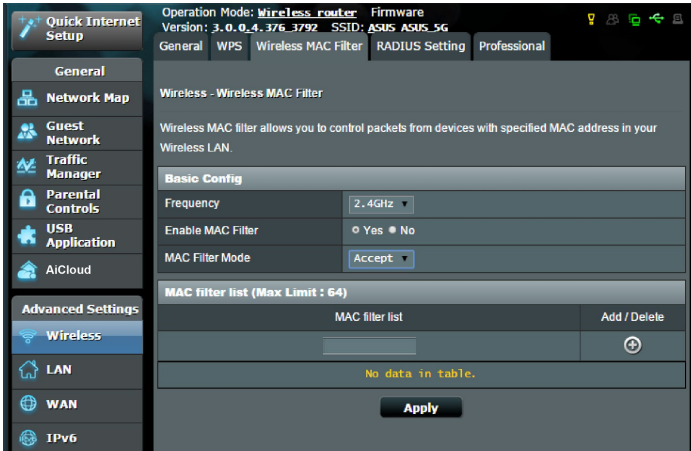 Quick Internet
Setup
Operation Mode: Wireless router Firmware
Version: 3.0.0.4.376_3792 SSID: ASUS ASUS_5G
General WPS Wireless MAC Filter RADIUS Setting Professional
General
Network Map
Guest
Network
Traffic
Manager
Parental
Controls
USB
Application
AiCloud
Advanced Settings
Wireless
LAN
WAN
IPv6
Wireless - Wireless MAC Filter
Wireless MAC filter allows you to control packets from devices with specified MAC address in your
Wireless LAN.
Basic Config
Frequency 2.4GHz
Enable MAC Filter Yes No
MAC Filter Mode Accept
MAC filter list (Max Limit : 64)
MAC filter list Add / Delete
No data in table.
Apply